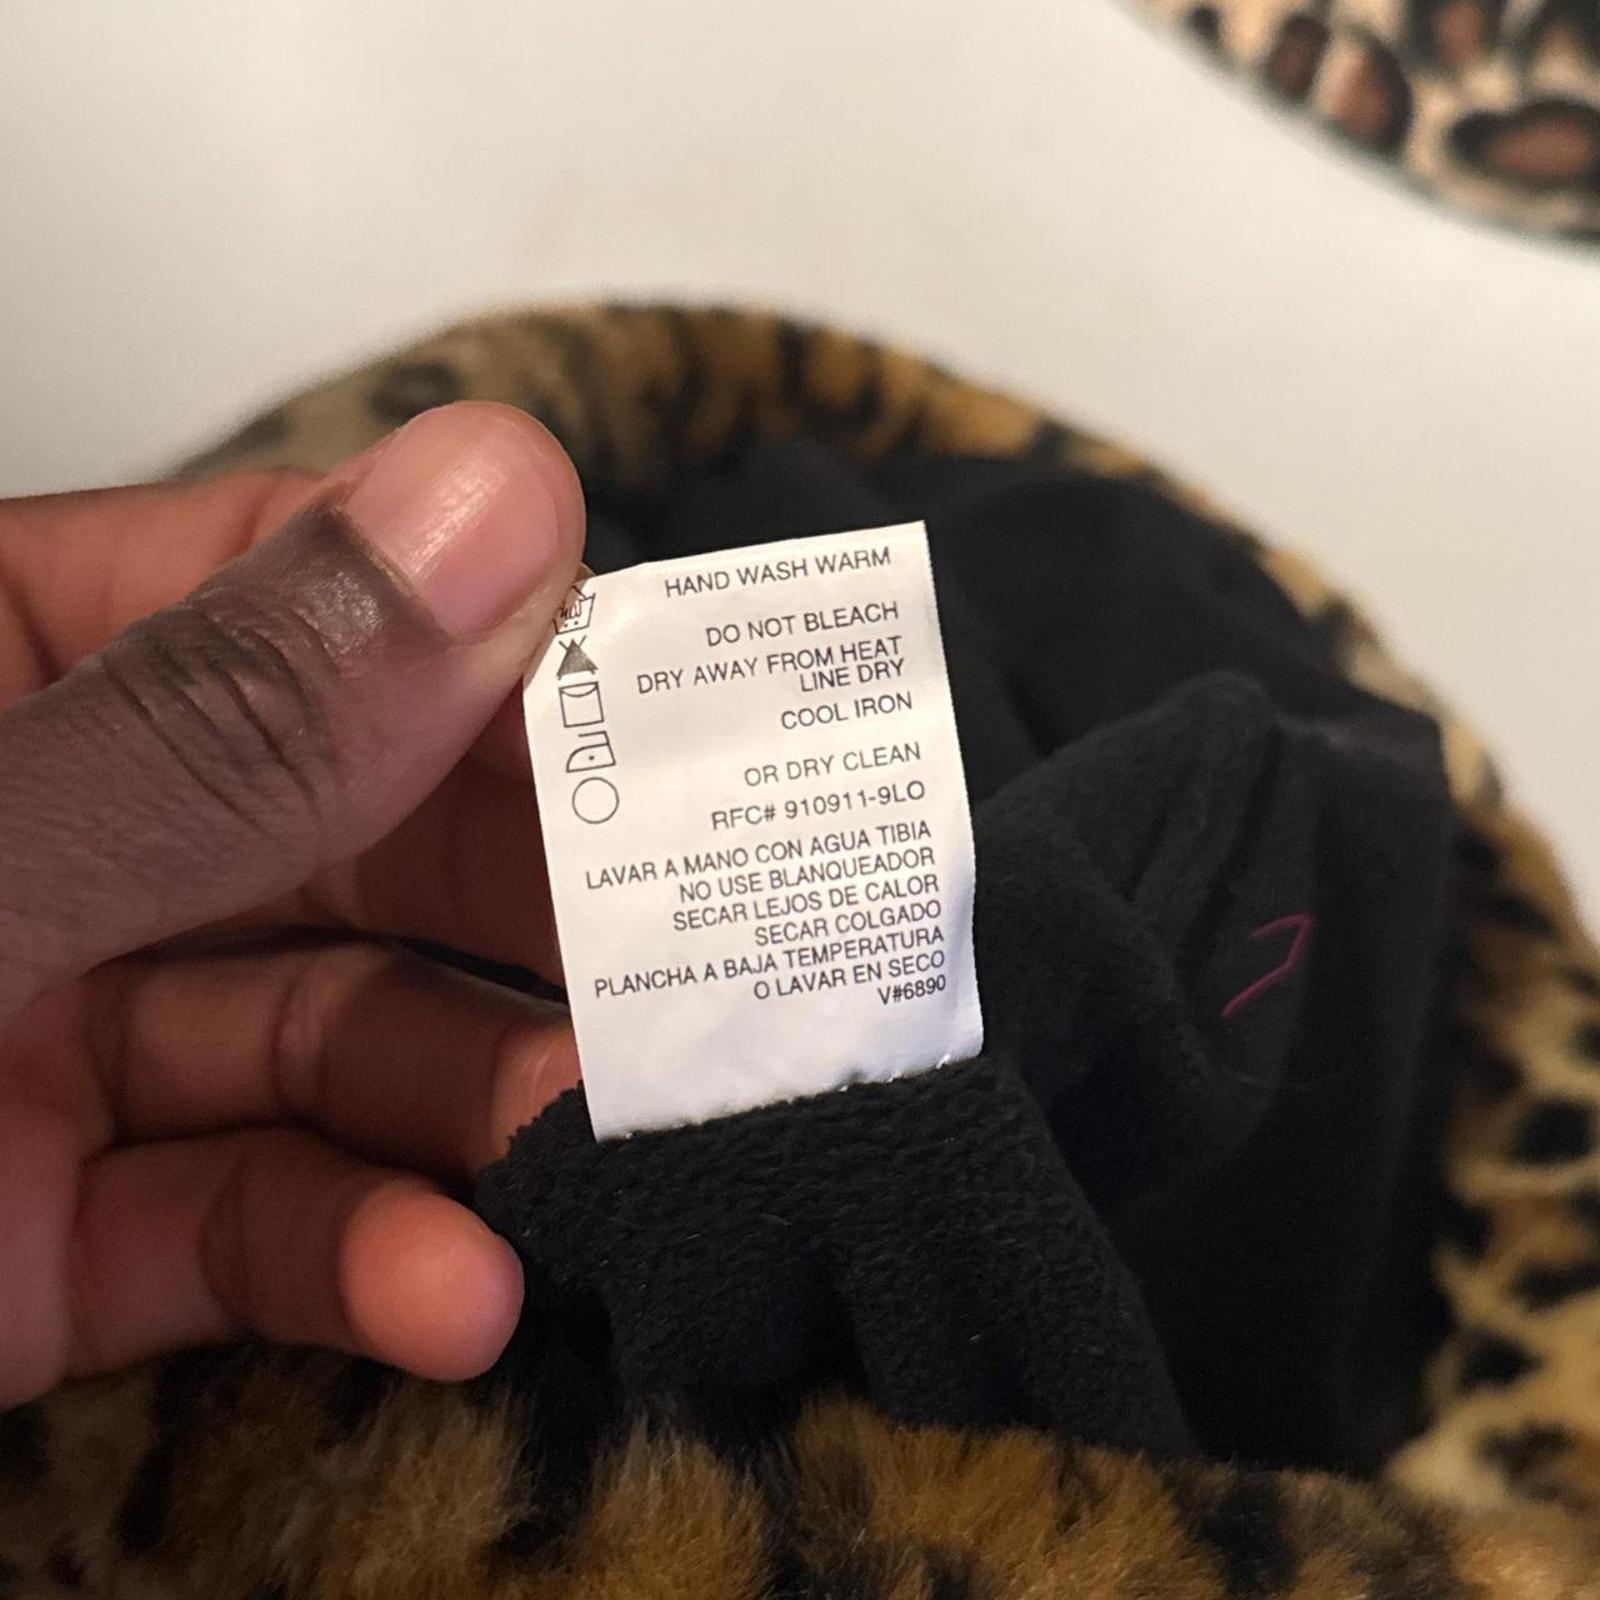 HAND WASH WARM
DO NOT BLEACH
DRY AWAY FROM HEAT
LINE DRY
COOL IRON
OR DRY CLEAN
RFC# 910911-9LO
LAVAR A MANO CON AGUA TIBIA
NO USE BLANQUEADOR
SECAR LEJOS DE CALOR
SECAR COLGADO
PLANCHA A BAJA TEMPERATURA
O LAVAR EN SECO
V#6890